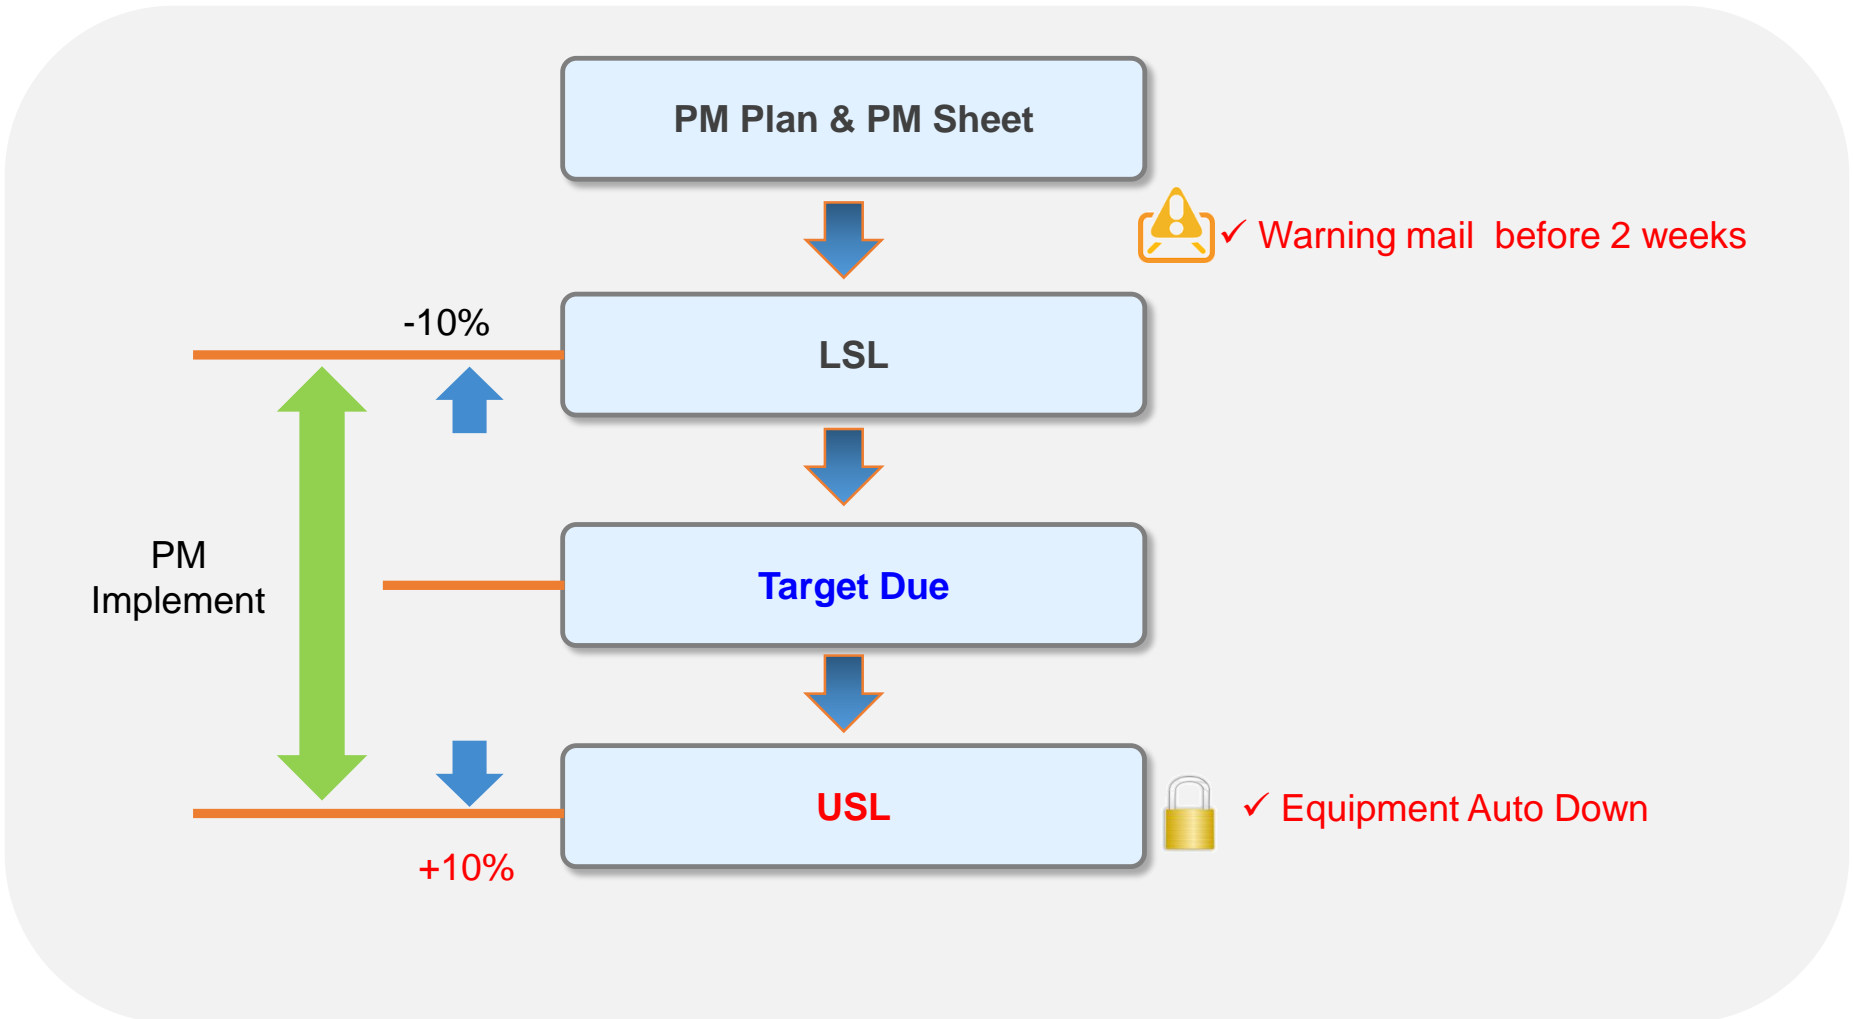 PM Plan & PM Sheet
✓ Warning mail  before 2 weeks
-10%
LSL
PM
Implement
Target Due
USL
✓ Equipment Auto Down
+10%